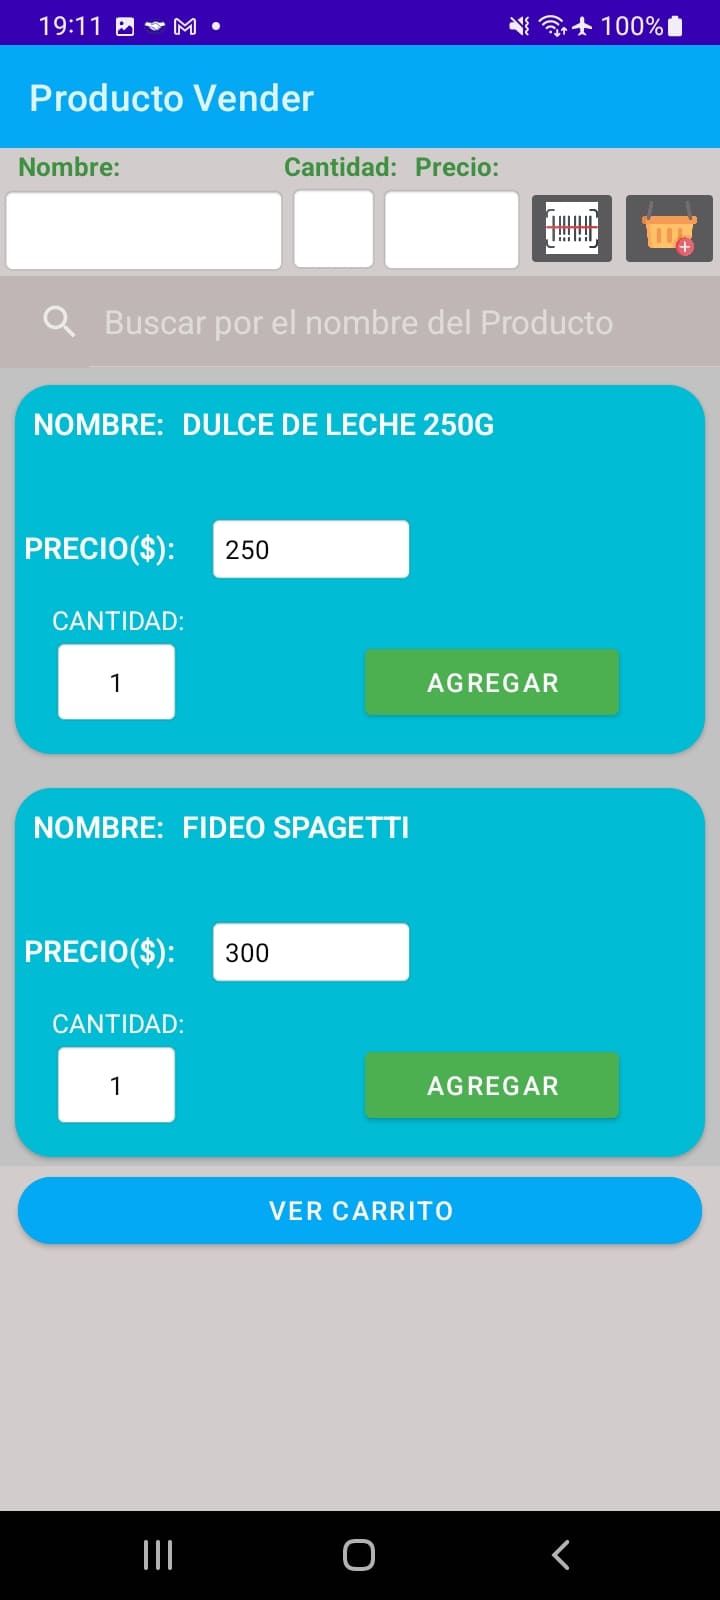 19:11 100%
Producto Vender
Nombre: Cantidad: Precio:
Buscar por el nombre del Producto
NOMBRE: DULCE DE LECHE 250G
PRECIO($): 250
CANTIDAD:
1 AGREGAR
NOMBRE: FIDEO SPAGETTI
PRECIO($): 300
CANTIDAD:
1 AGREGAR
VER CARRITO